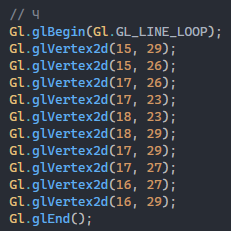 // Ч
Gl.glBegin(Gl.GL_LINE_LOOP);
Gl.glVertex2d(15, 29);
Gl.glVertex2d(15, 26);
Gl.glVertex2d(17, 26);
Gl.glVertex2d(17, 23);
Gl.glVertex2d(18, 23);
Gl.glVertex2d(18, 29);
Gl.glVertex2d(17, 29);
Gl.glVertex2d(17, 27);
Gl.glVertex2d(16, 27);
Gl.glVertex2d(16, 29);
Gl.glEnd();